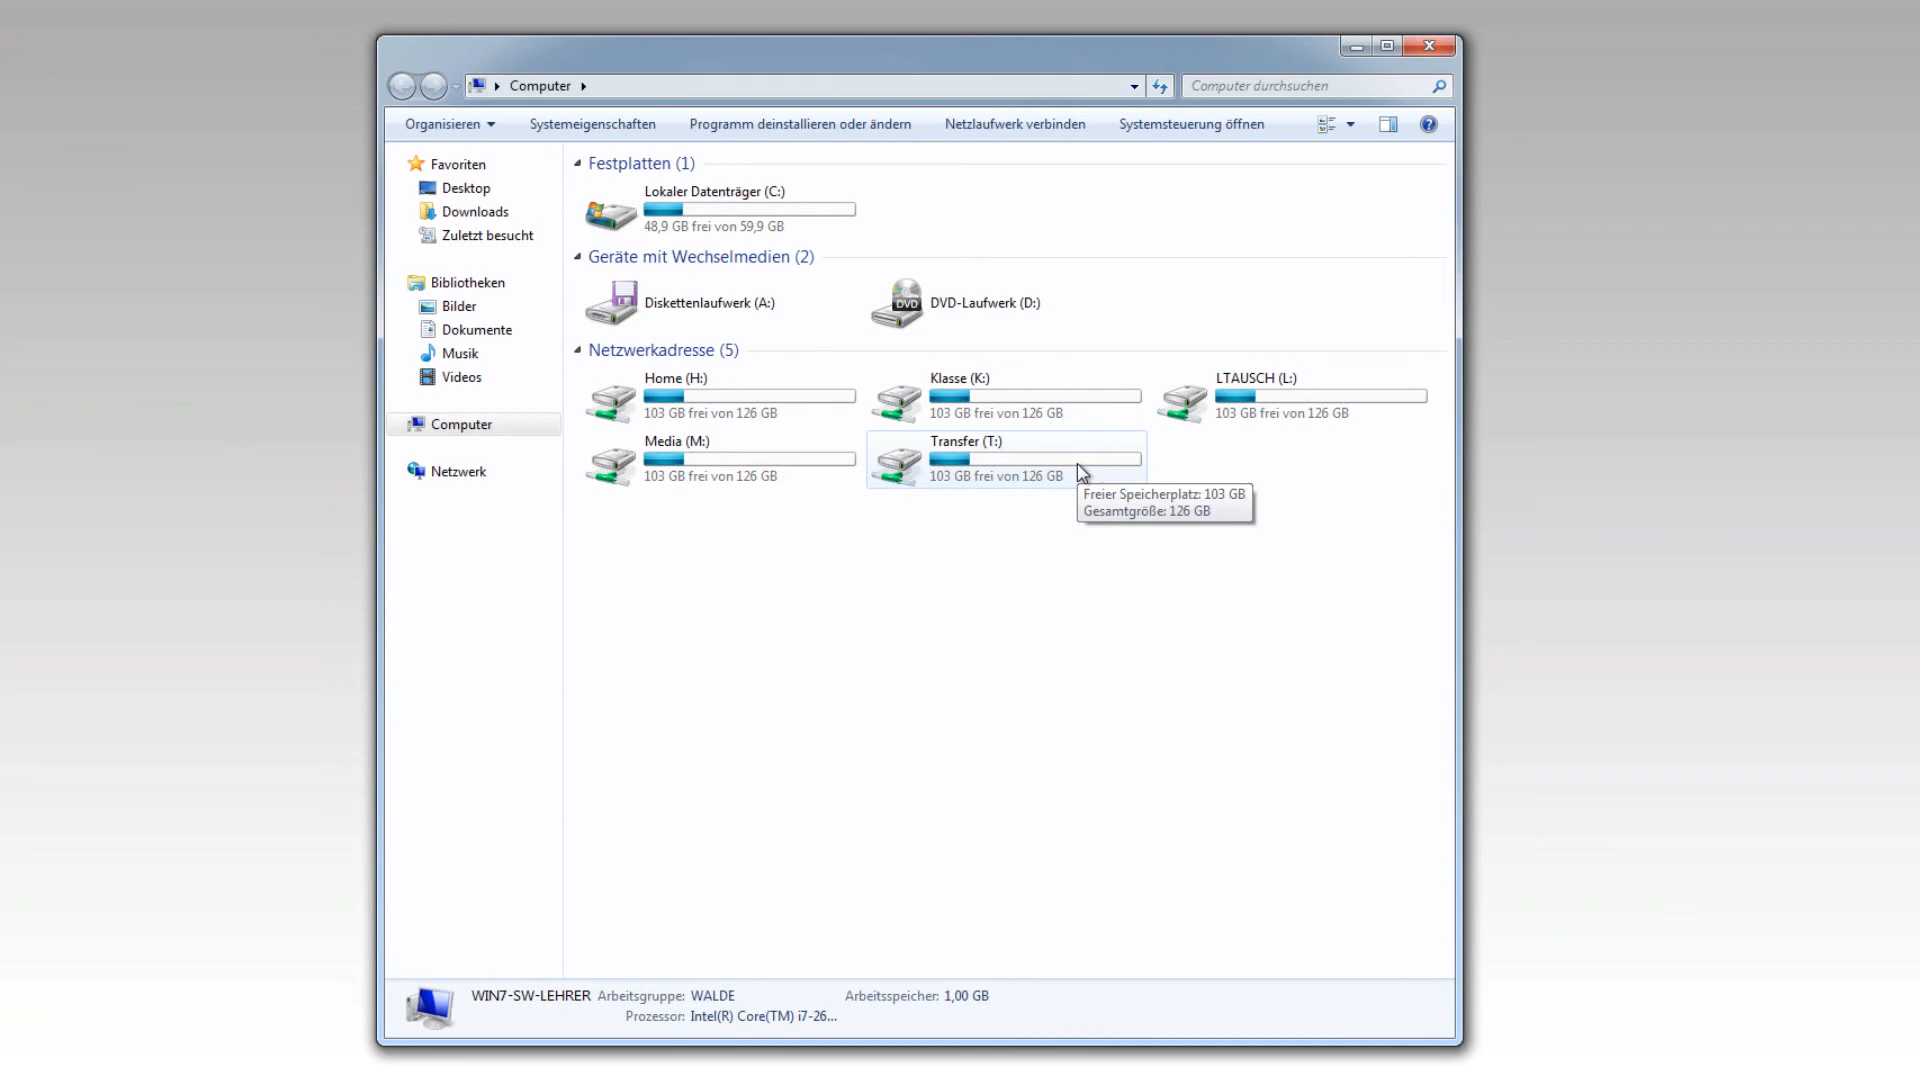 Computer
Computer durchsuchen
Organisieren
Systemeigenschaften
Programm deinstallieren oder ändern
Netzlaufwerk verbinden
Systemsteuerung öffnen
Favoriten
Desktop
Downloads
Zuletzt besucht
Bibliotheken
Bilder
Dokumente
Musik
Videos
Computer
Netzwerk
Festplatten (1)
Lokaler Datenträger (C:)
48,9 GB frei von 59,9 GB
Geräte mit Wechselmedien (2)
Diskettenlaufwerk (A:)
DVD
DVD-Laufwerk (D:)
Netzwerkadresse (5)
Home (H:)
103 GB frei von 126 GB
Klasse (K:)
103 GB frei von 126 GB
LTAUSCH (L:)
103 GB frei von 126 GB
Media (M:)
103 GB frei von 126 GB
Transfer (T:)
103 GB frei von 126 GB
Freier Speicherplatz: 103 GB
Gesamtgröße: 126 GB
WIN7-SW-LEHRER Arbeitsgruppe: WALDE Arbeitsspeicher: 1,00 GB
Prozessor: Intel(R) Core(TM) i7-26...